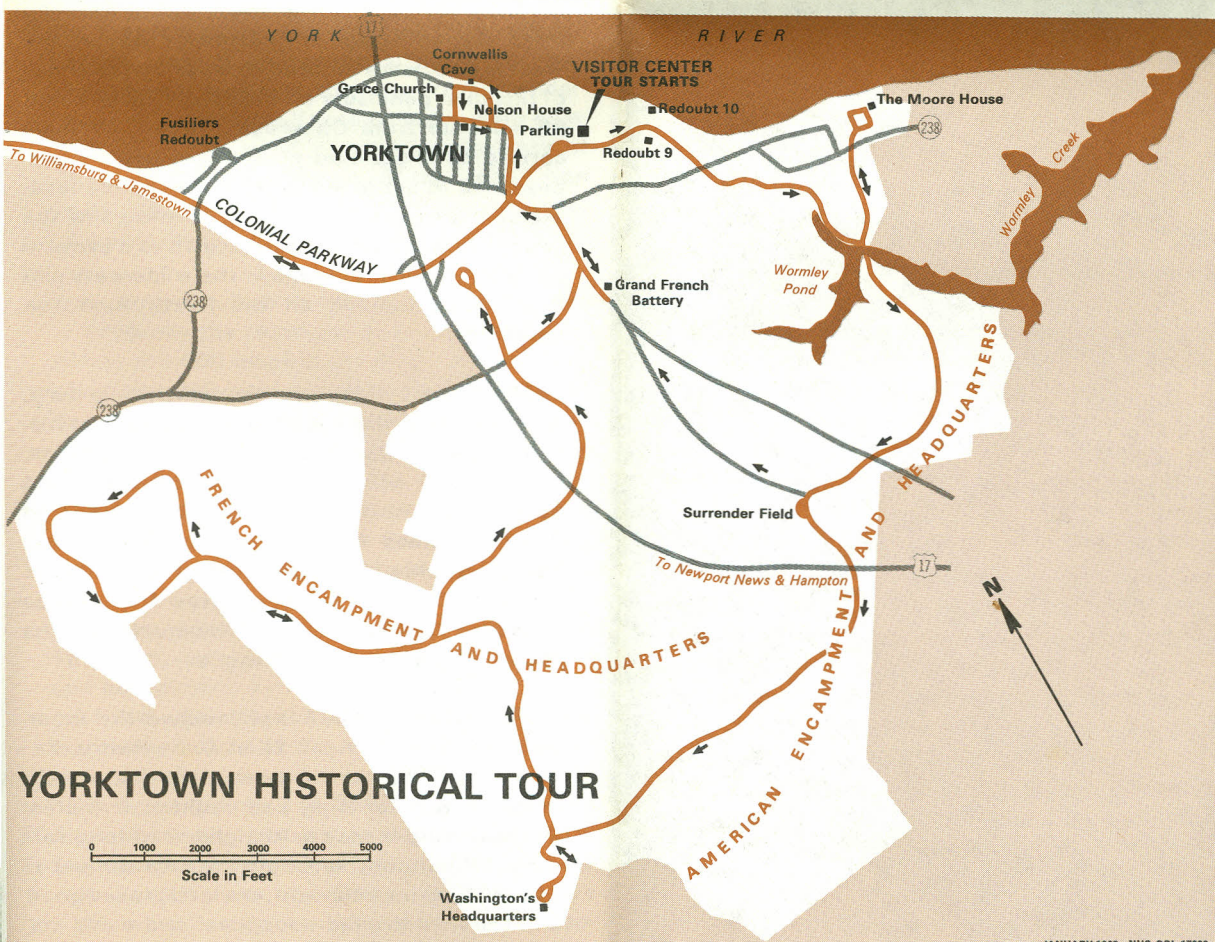 YORK RIVER
17
Cornwallis
Cave
VISITOR CENTER
TOUR STARTS
Grace Church
Nelson House
Redoubt 10
The Moore House
Parking
238
Fusiliers
Redoubt
YORKTOWN
Redoubt 9
To Williamsburg & Jamestown
COLONIAL PARKWAY
Wormley
Creek
Wormley
Pond
Grand French
Battery
238
238
FRENCH ENCAMPMENT AND HEADQUARTERS
Surrender Field
To Newport News & Hampton
17
N
AMERICAN ENCAMPMENT AND HEADQUARTERS
YORKTOWN HISTORICAL TOUR
0 1000 2000 3000 4000 5000
Scale in Feet
Washington's
Headquarters